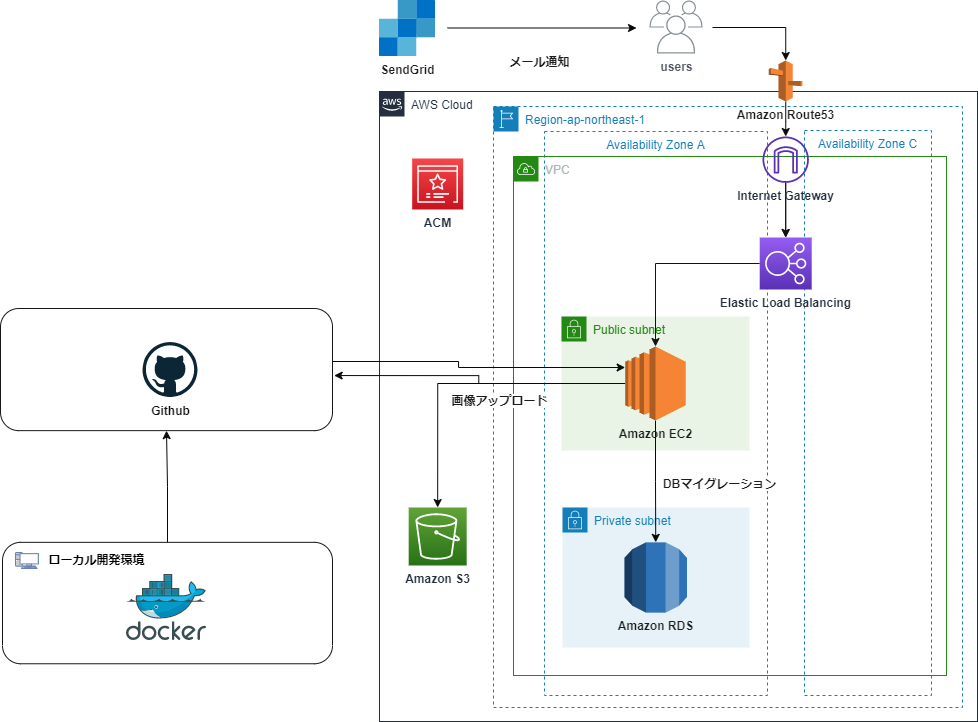 SendGrid
メール通知
users
Amazon Route53
aws
AWS Cloud
Region-ap-northeast-1
Availability Zone A
Availability Zone C
VPC
ACM
Internet Gateway
Elastic Load Balancing
Public subnet
Github
画像アップロード
Amazon EC2
DBマイグレーション
Private subnet
Amazon S3
Amazon RDS
ローカル開発環境
docker